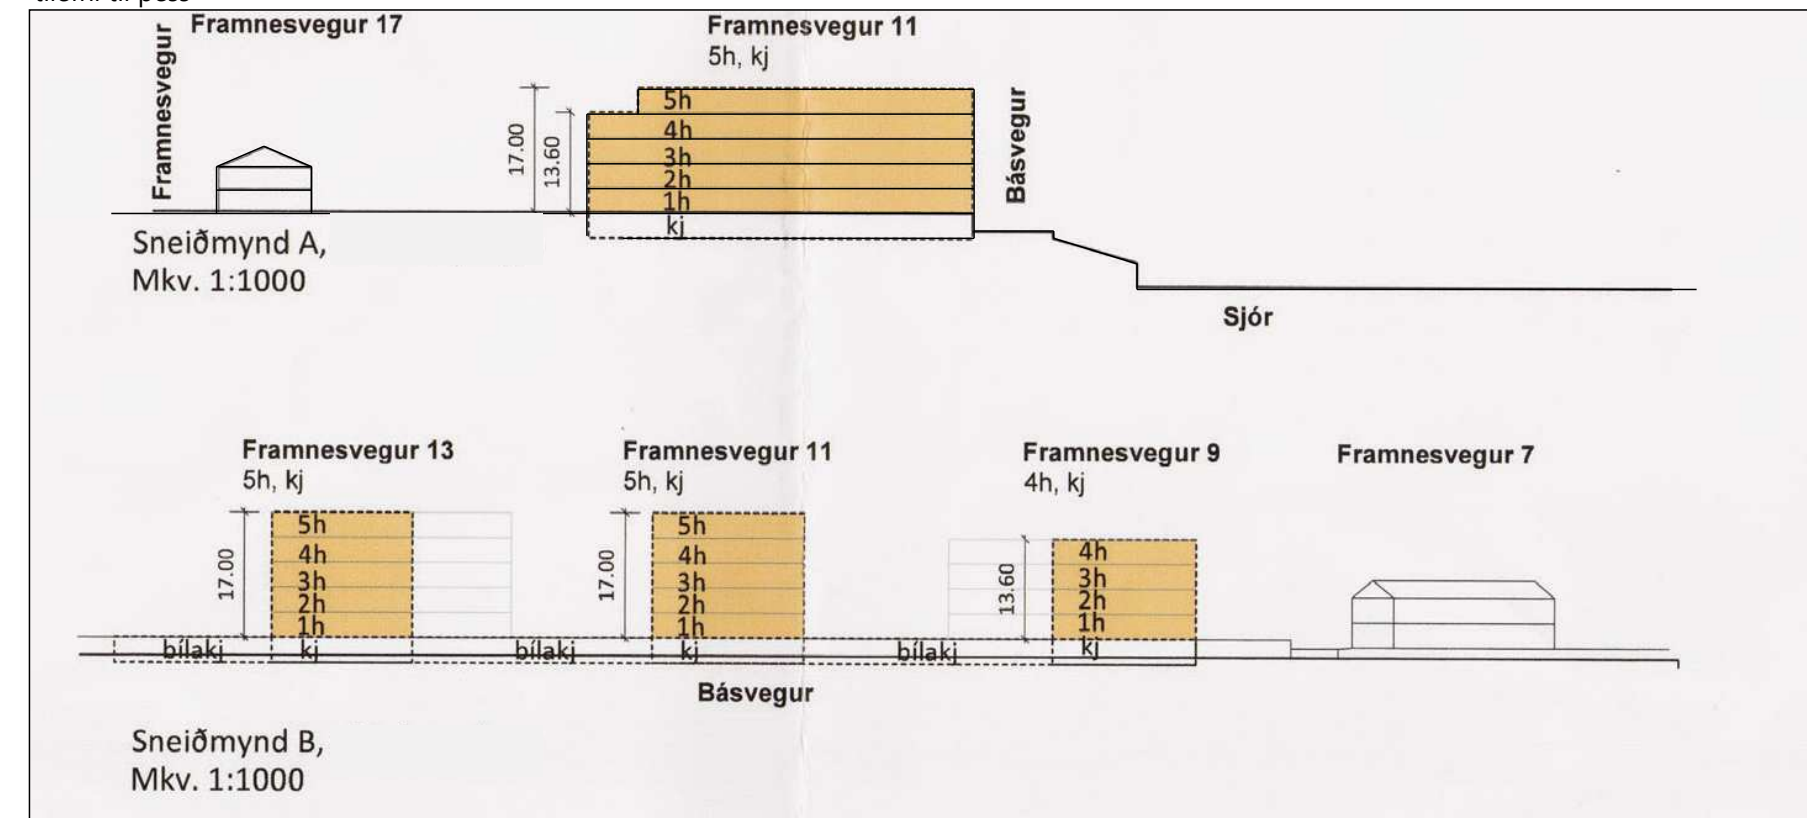 Framnesvegur 17
Framnesvegur 11
5h, kj
Framnesvegur
17.00
13.60
5h
4h
3h
2h
1h
kj
Básvegur
Sneiðmynd A,
Mkv. 1:1000
Sjór
Framnesvegur 13
5h, kj
Framnesvegur 11
5h, kj
Framnesvegur 9
4h, kj
Framnesvegur 7
17.00
5h
4h
3h
2h
1h
17.00
5h
4h
3h
2h
1h
13.60
4h
3h
2h
1h
bílakj
kj
bílakj
kj
bílakj
kj
Básvegur
Sneiðmynd B,
Mkv. 1:1000